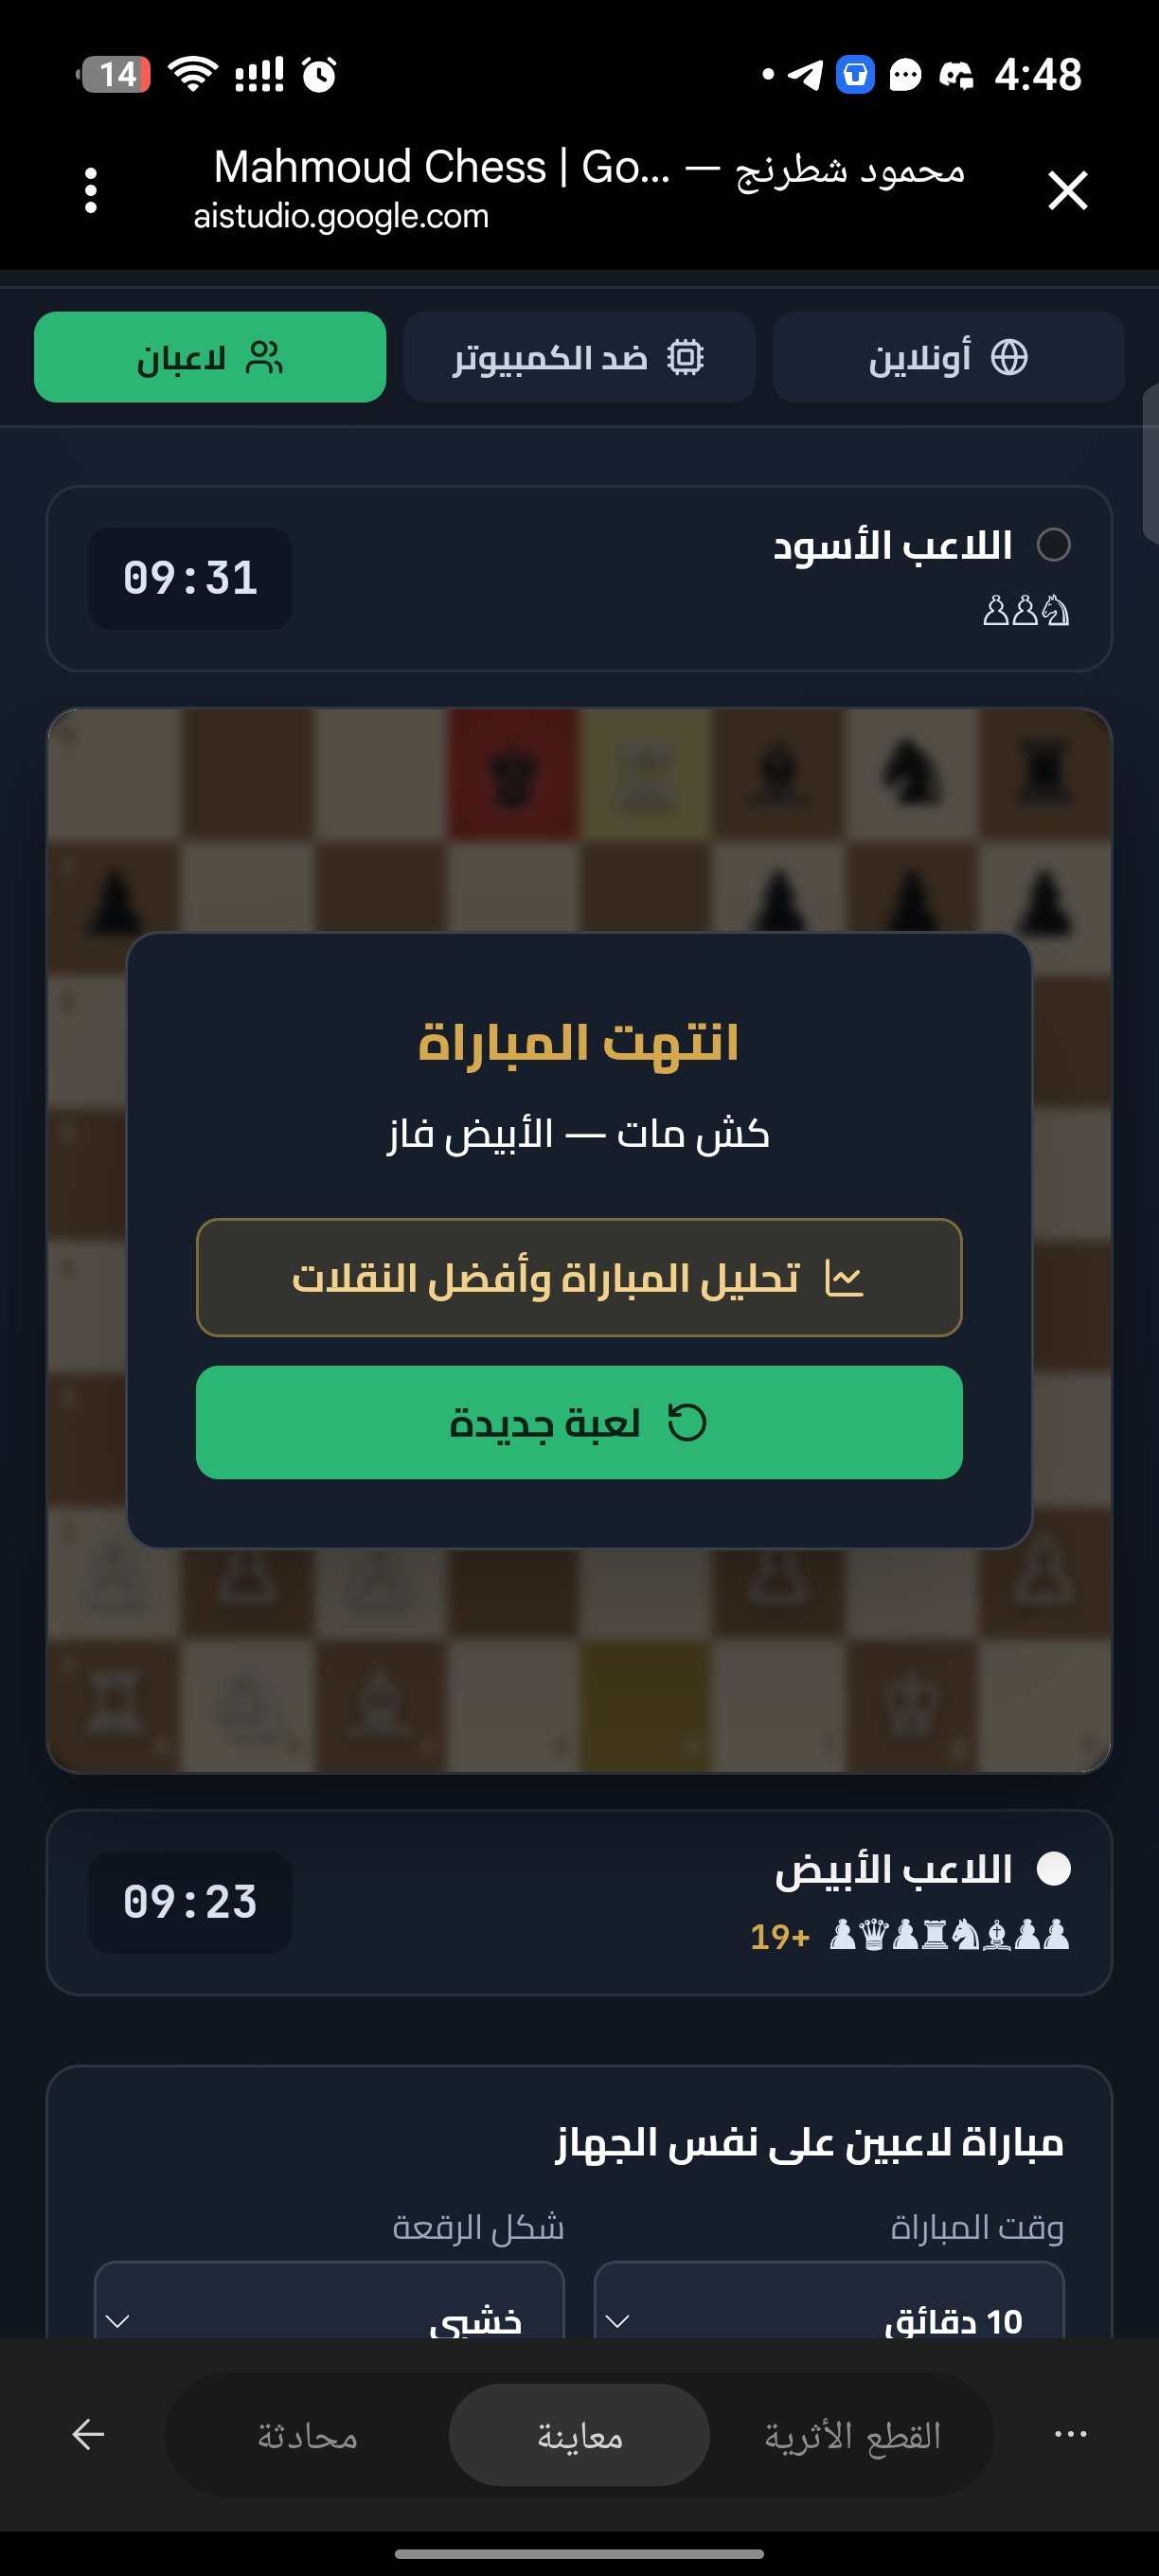 14
4:48
محمود شطرنج — Mahmoud Chess | Go...
aistudio.google.com
أونلاين
ضد الكمبيوتر
لاعبان
اللاعب الأسود
09:31
انتهت المباراة
كش مات — الأبيض فاز
تحليل المباراة وأفضل النقلات
لعبة جديدة
اللاعب الأبيض
19+
09:23
مباراة لاعبين على نفس الجهاز
وقت المباراة
شكل الرقعة
10 دقائق
خشبي
القطع الأثرية
معاينة
محادثة